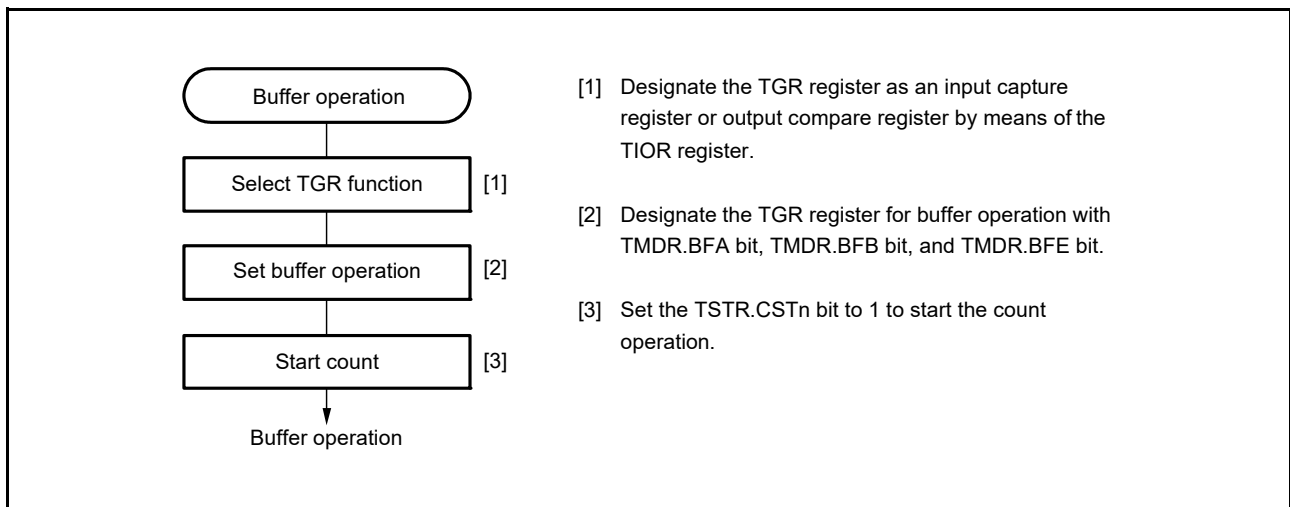 Buffer operation
Select TGR function
[1]
Set buffer operation
[2]
Start count
[3]
Buffer operation
[1] Designate the TGR register as an input capture
register or output compare register by means of the
TIOR register.
[2] Designate the TGR register for buffer operation with
TMDR.BFA bit, TMDR.BFB bit, and TMDR.BFE bit.
[3] Set the TSTR.CSTn bit to 1 to start the count
operation.